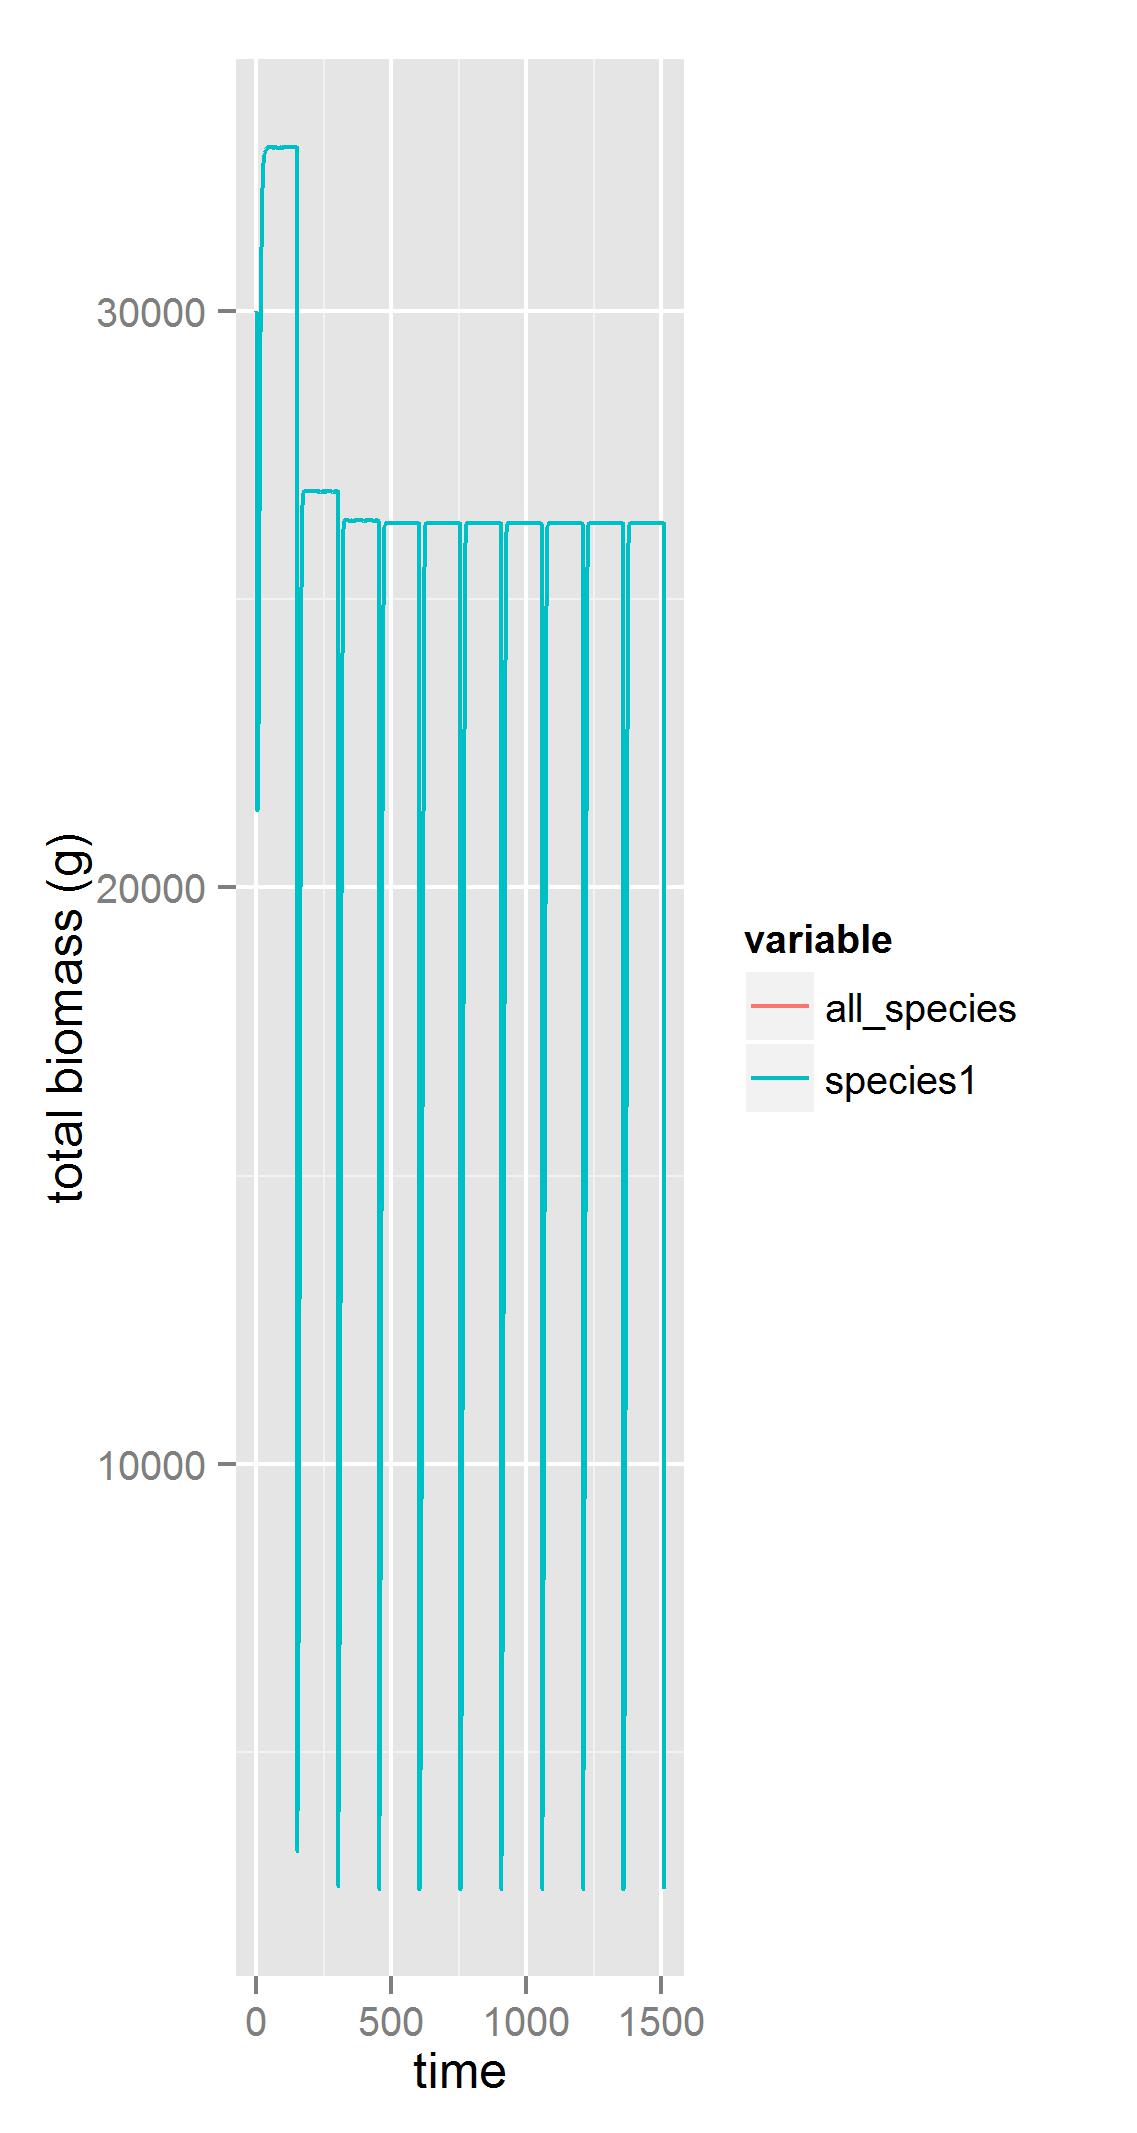 total biomass (g)
30000
20000
10000
0 500 1000 1500
time
variable
all_species
species1